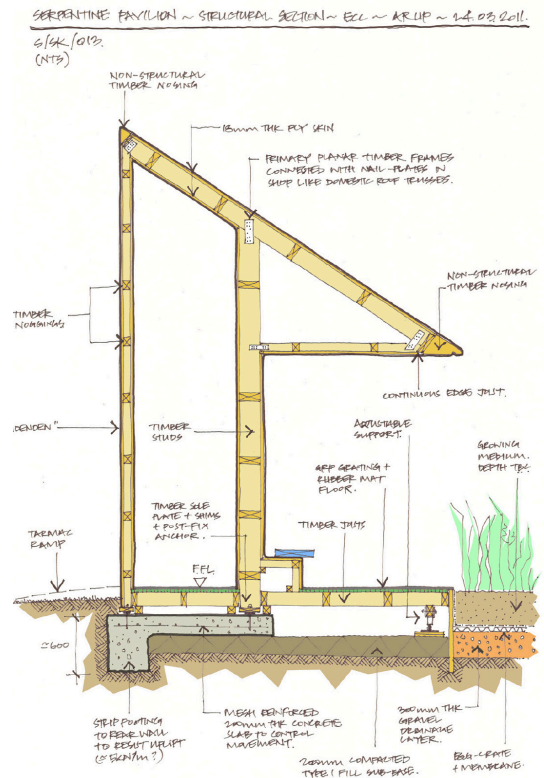 SERPENTINE PAVILION ~ STRUCTURAL SECTION ~ ECC ~ ARUP ~ 24.03.2011.
S/SK/013.
(NTS)
NON-STRUCTURAL
TIMBER NOSING
18mm THK PLY SKIN
PRIMARY PLANAR TIMBER FRAMES
CONNECTED WITH NAIL-PLATES IN
SHOP LIKE DOMESTIC ROOF TRUSSES.
NON-STRUCTURAL
TIMBER NOSING
TIMBER
NOGGINGS
CONTINUOUS EDGE JOIST.
"DENDEN"
TIMBER
STUDS
ADJUSTABLE
SUPPORT.
GROWING
MEDIUM.
DEPTH TBC.
GRP GRATING +
RUBBER MAT
FLOOR.
TIMBER SOLE
PLATE + SHIMS
+ POST-FIX
ANCHOR.
TIMBER JOISTS
TARMAC
RAMP
F.F.L.
≃600
STRIP FOOTING
TO REAR WALL
TO RESIST UPLIFT
(≃5kN/m?)
MESH REINFORCED
200mm THK CONCRETE
SLAB TO CONTROL
MOVEMENT.
300mm THK
GRAVEL
DRAINAGE
LAYER.
200mm COMPACTED
TYPE 1 FILL SUB-BASE.
EGG-CRATE
+ MEMBRANE.